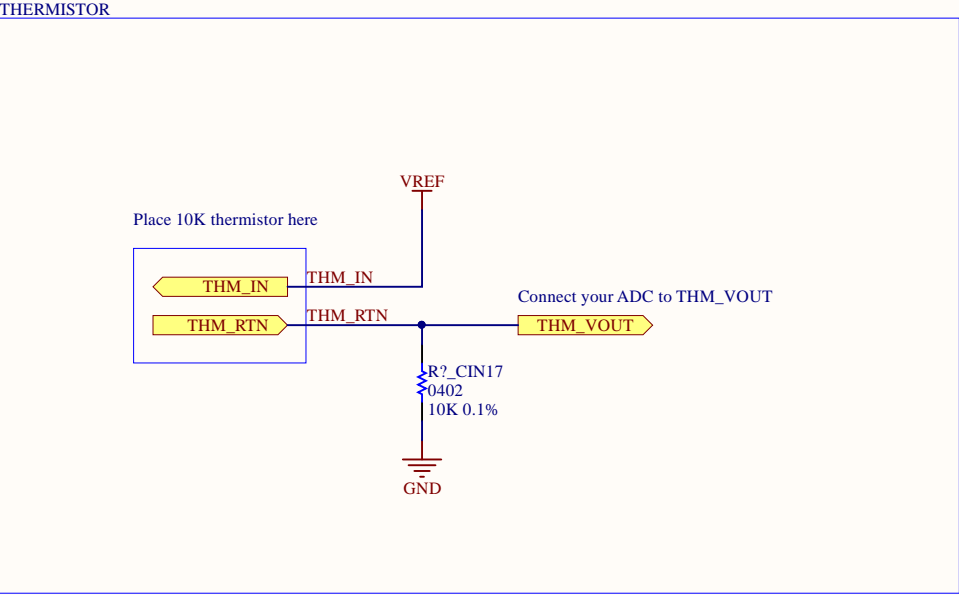 THERMISTOR
VREF
Place 10K thermistor here
THM_IN
THM_IN
Connect your ADC to THM_VOUT
THM_RTN
THM_RTN
THM_VOUT
R?_CIN17
0402
10K 0.1%
GND